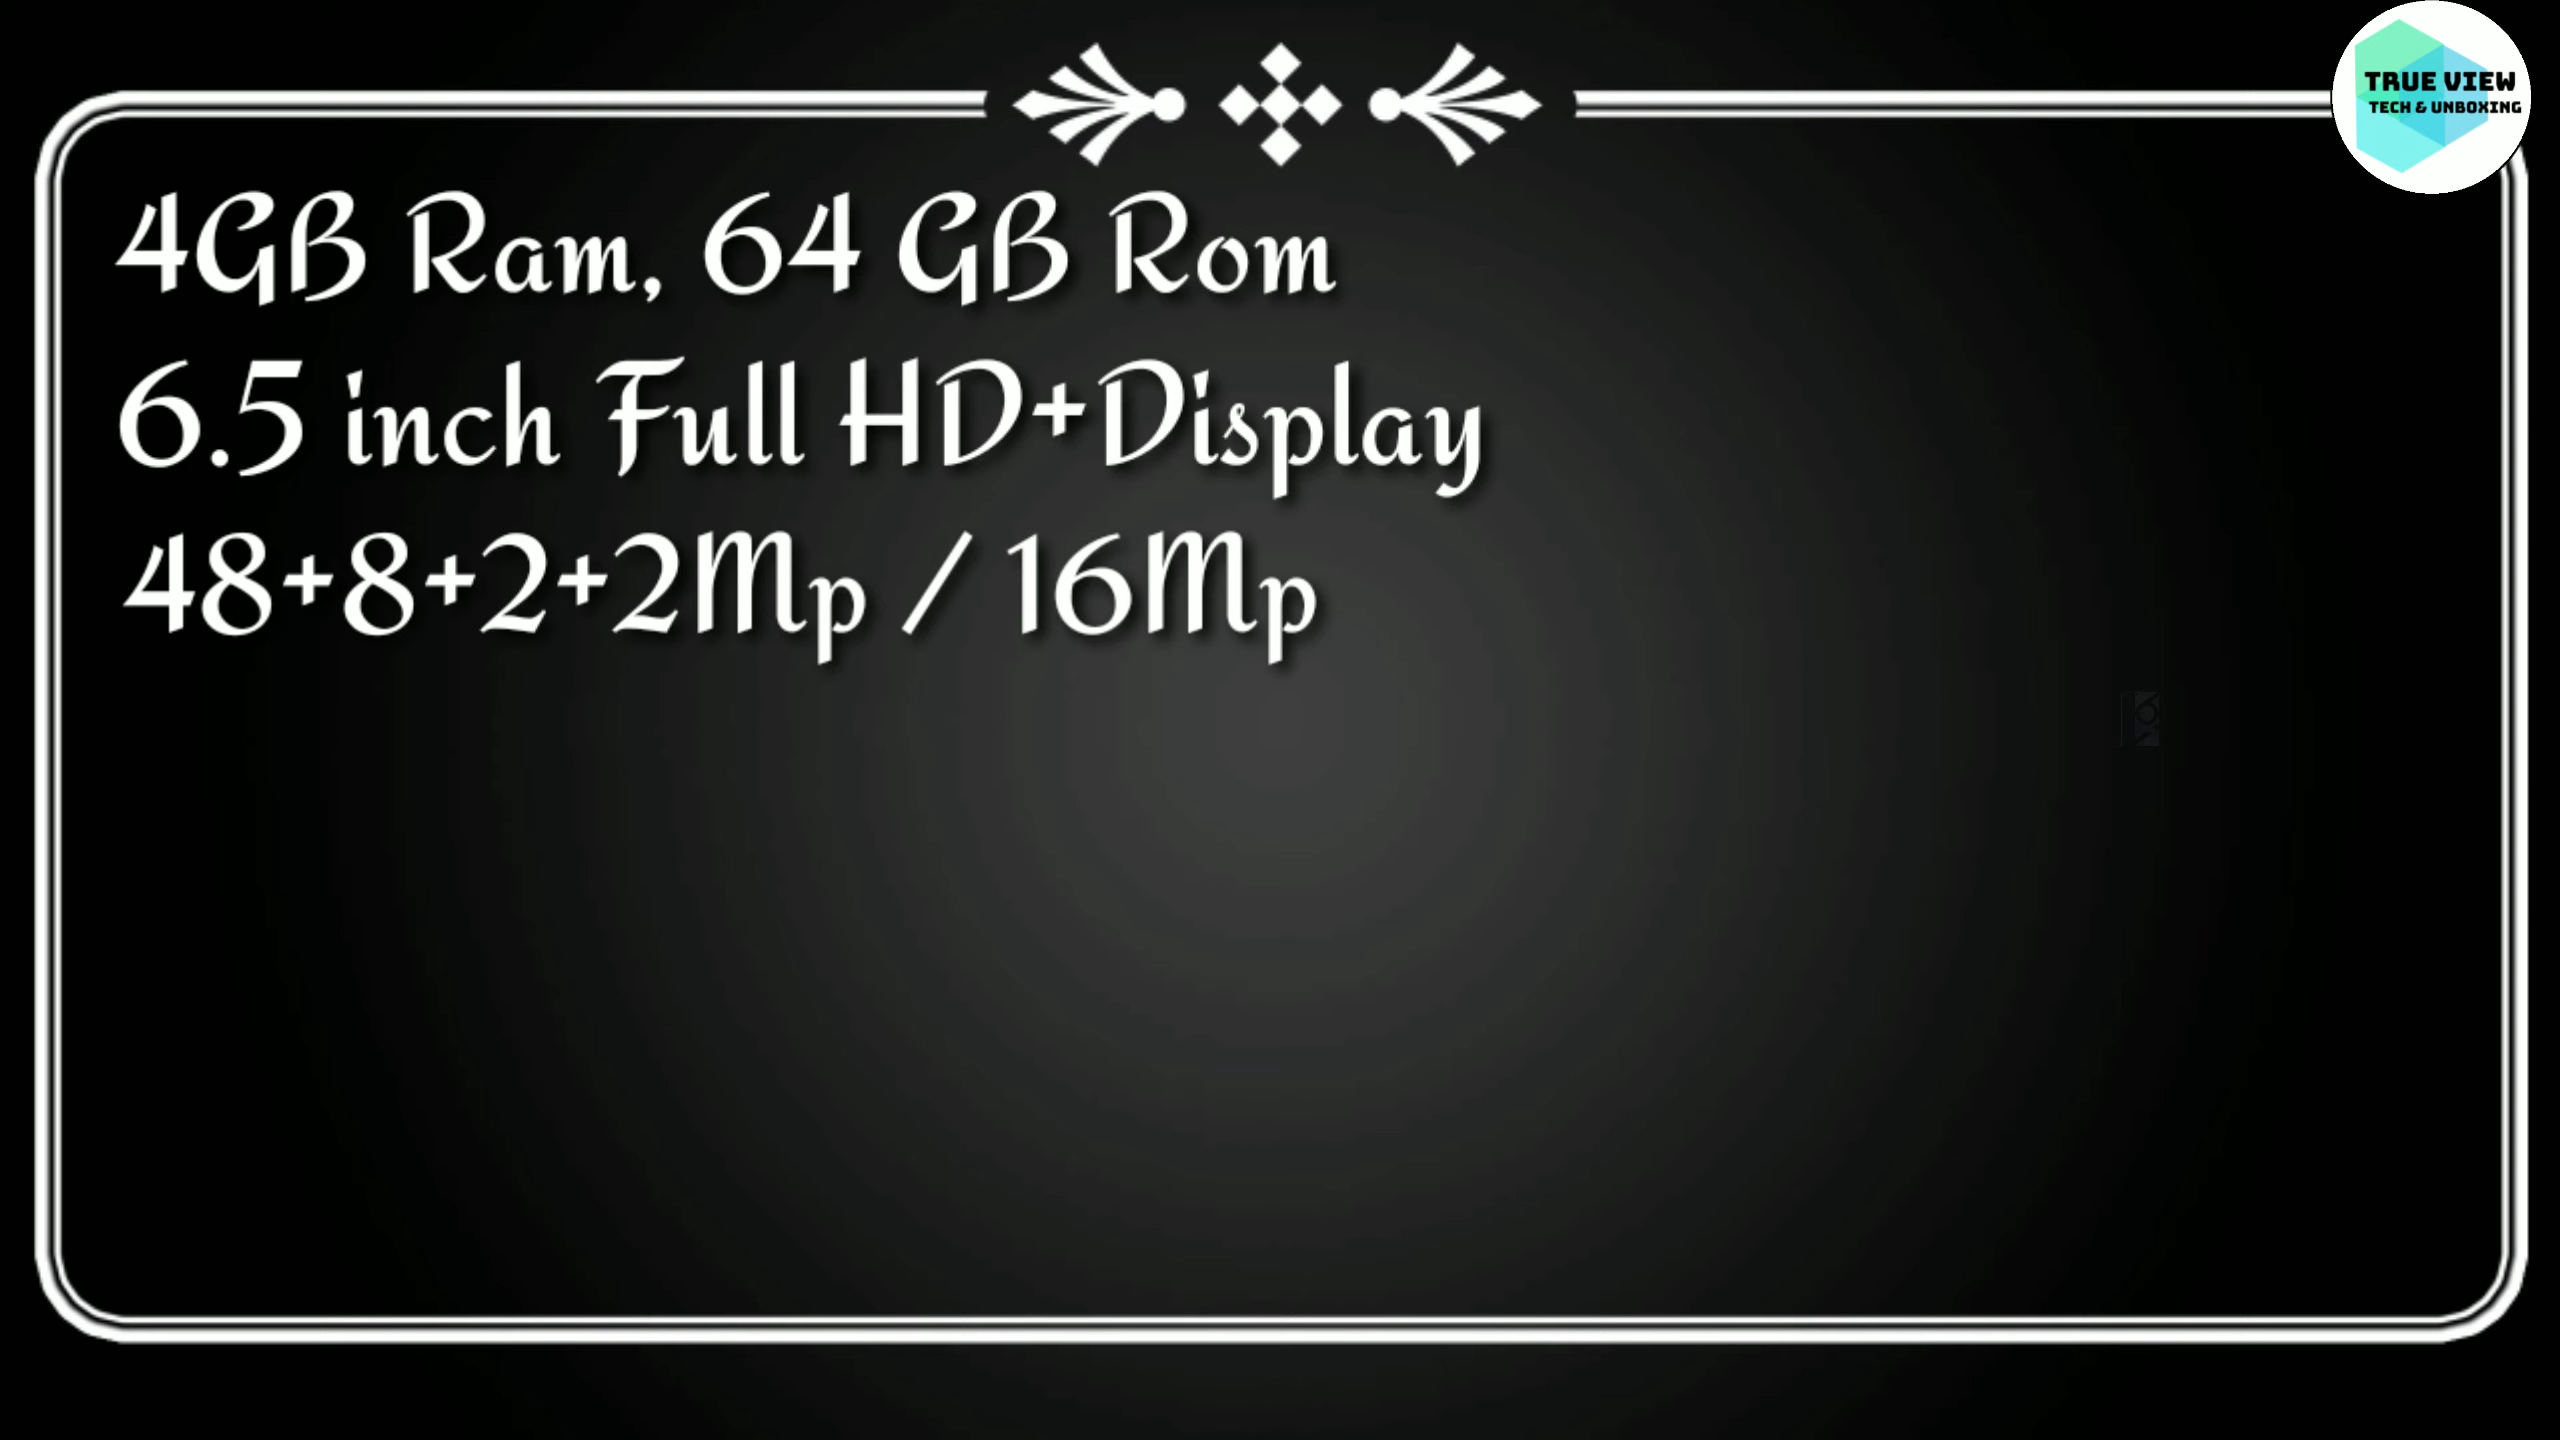 TRUE VIEW
TECH & UNBOXING
4GB Ram, 64 GB Rom
6.5 inch Full HD+Display
48+8+2+2Mp / 16Mp